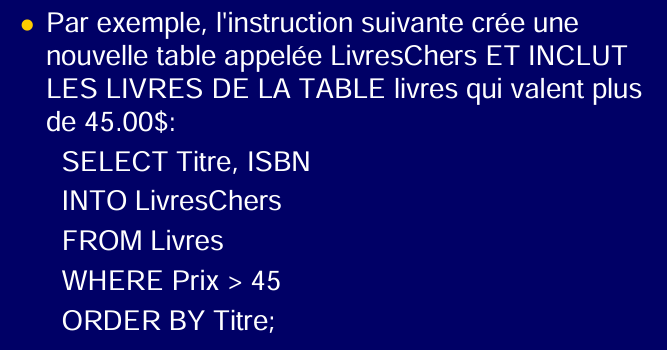 Par exemple, l'instruction suivante crée une
nouvelle table appelée LivresChers ET INCLUT
LES LIVRES DE LA TABLE livres qui valent plus
de 45.00$:
SELECT Titre, ISBN
INTO LivresChers
FROM Livres
WHERE Prix > 45
ORDER BY Titre;